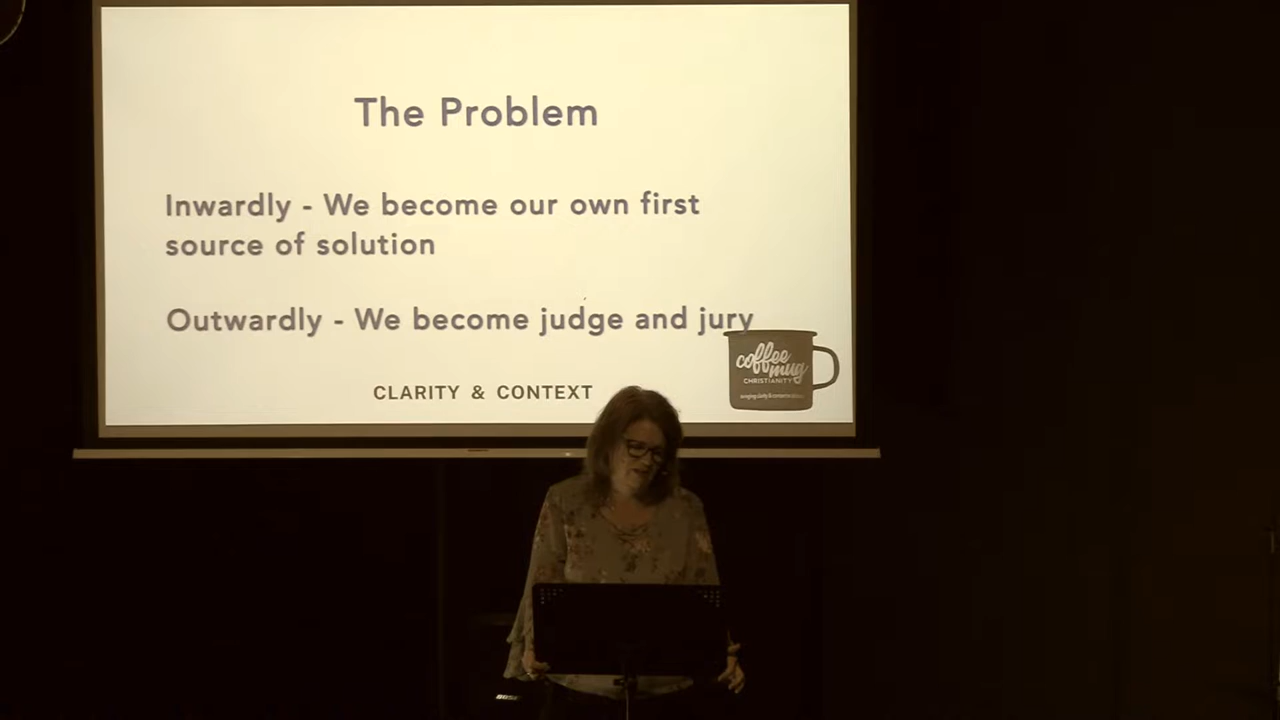 The Problem
Inwardly - We become our own first
source of solution
Outwardly - We become judge and jury
coffee
mug
CHRISTIANITY
CLARITY & CONTEXT
BOSE